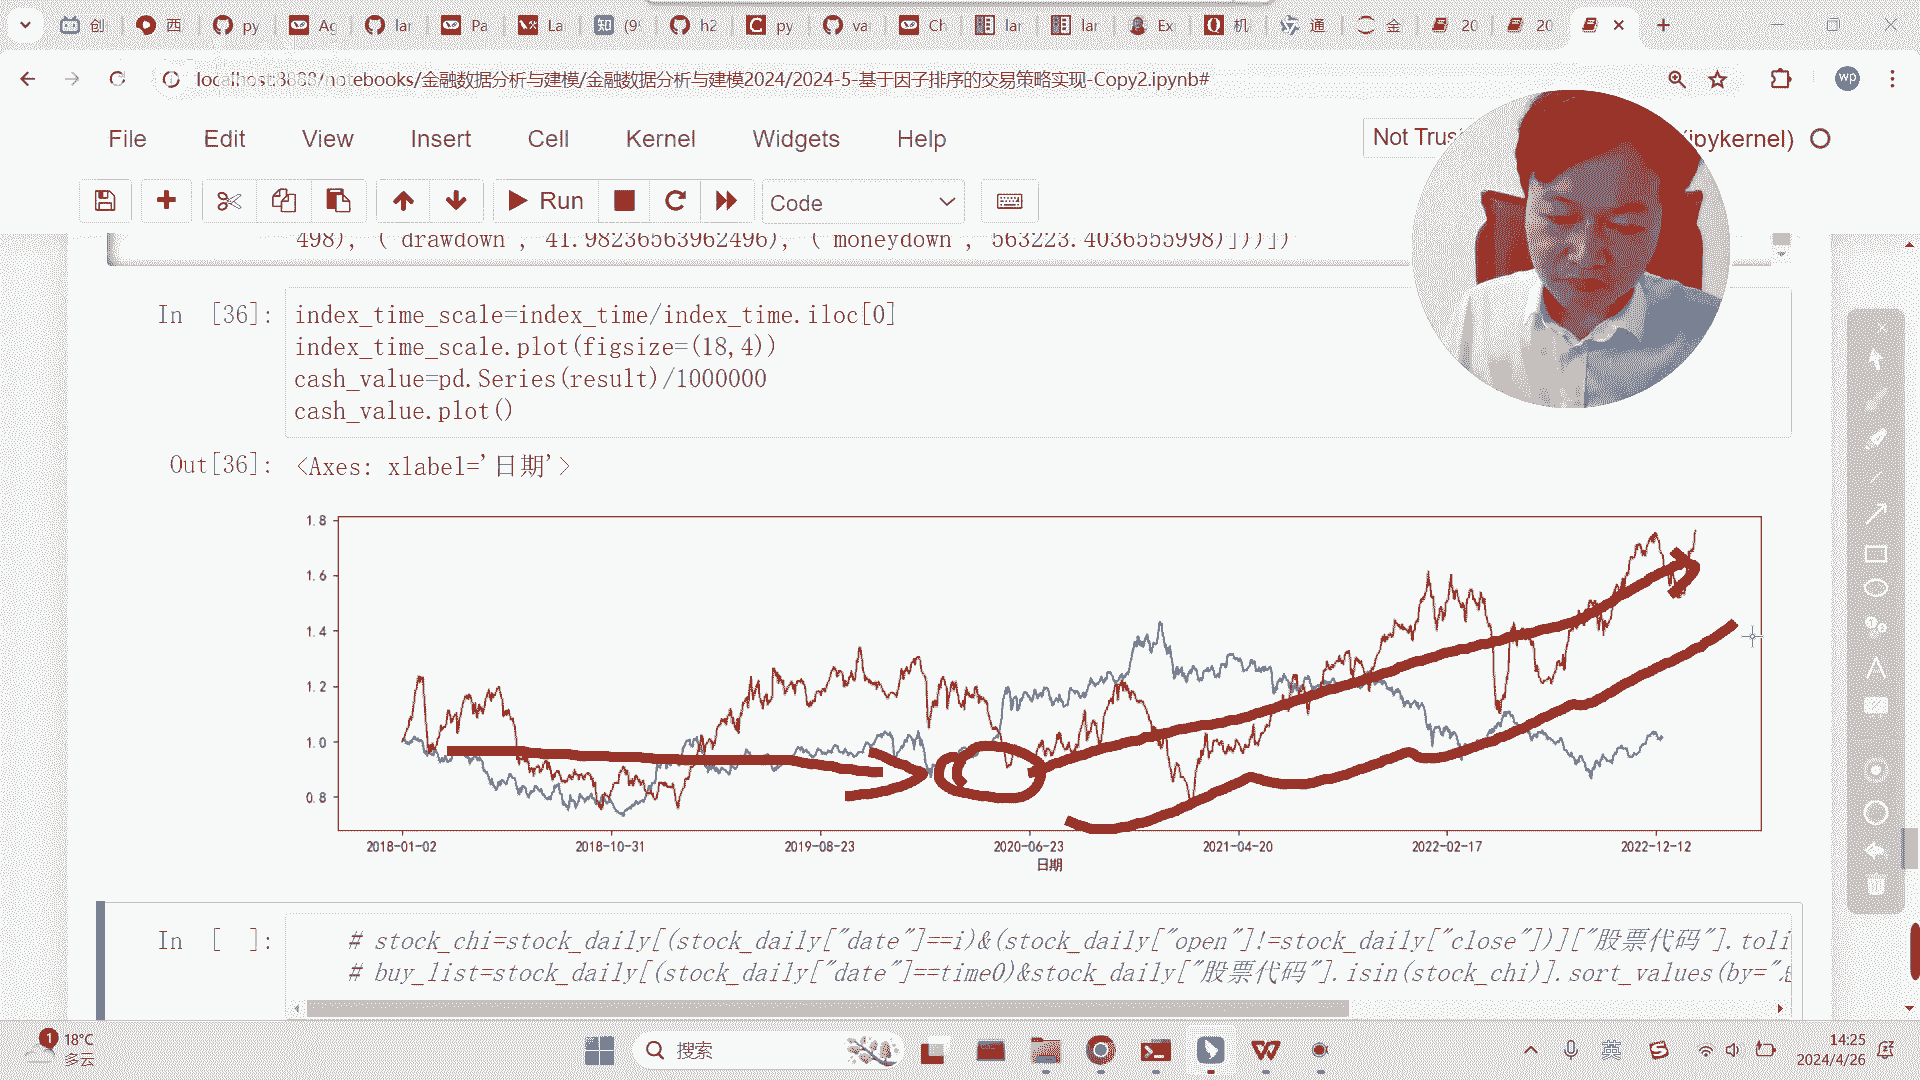 创 西 py Ag lar Pa La (9 h2 py va Ch lar lar Ex 机 通 金 20 20
localhost:8888/notebooks/金融数据分析与建模/金融数据分析与建模2024/2024-5-基于因子排序的交易策略实现-Copy2.ipynb#
wp
File Edit View Insert Cell Kernel Widgets Help
Not Trus (ipykernel)
Run Code
498), ('drawdown', 41.98236563962496), ('moneydown', 563223.4036555998)]))])
In [36]:
index_time_scale=index_time/index_time.iloc[0]
index_time_scale.plot(figsize=(18,4))
cash_value=pd.Series(result)/1000000
cash_value.plot()
Out[36]: <Axes: xlabel='日期'>
1.8
1.6
1.4
1.2
1.0
0.8
2018-01-02 2018-10-31 2019-08-23 2020-06-23 2021-04-20 2022-02-17 2022-12-12
日期
In [ ]:
# stock_chi=stock_daily[(stock_daily["date"]==i)&(stock_daily["open"]!=stock_daily["close"])]["股票代码"].toli
# buy_list=stock_daily[(stock_daily["date"]==time0)&stock_daily["股票代码"].isin(stock_chi)].sort_values(by="
1 18°C
多云
搜索
英
14:25
2024/4/26